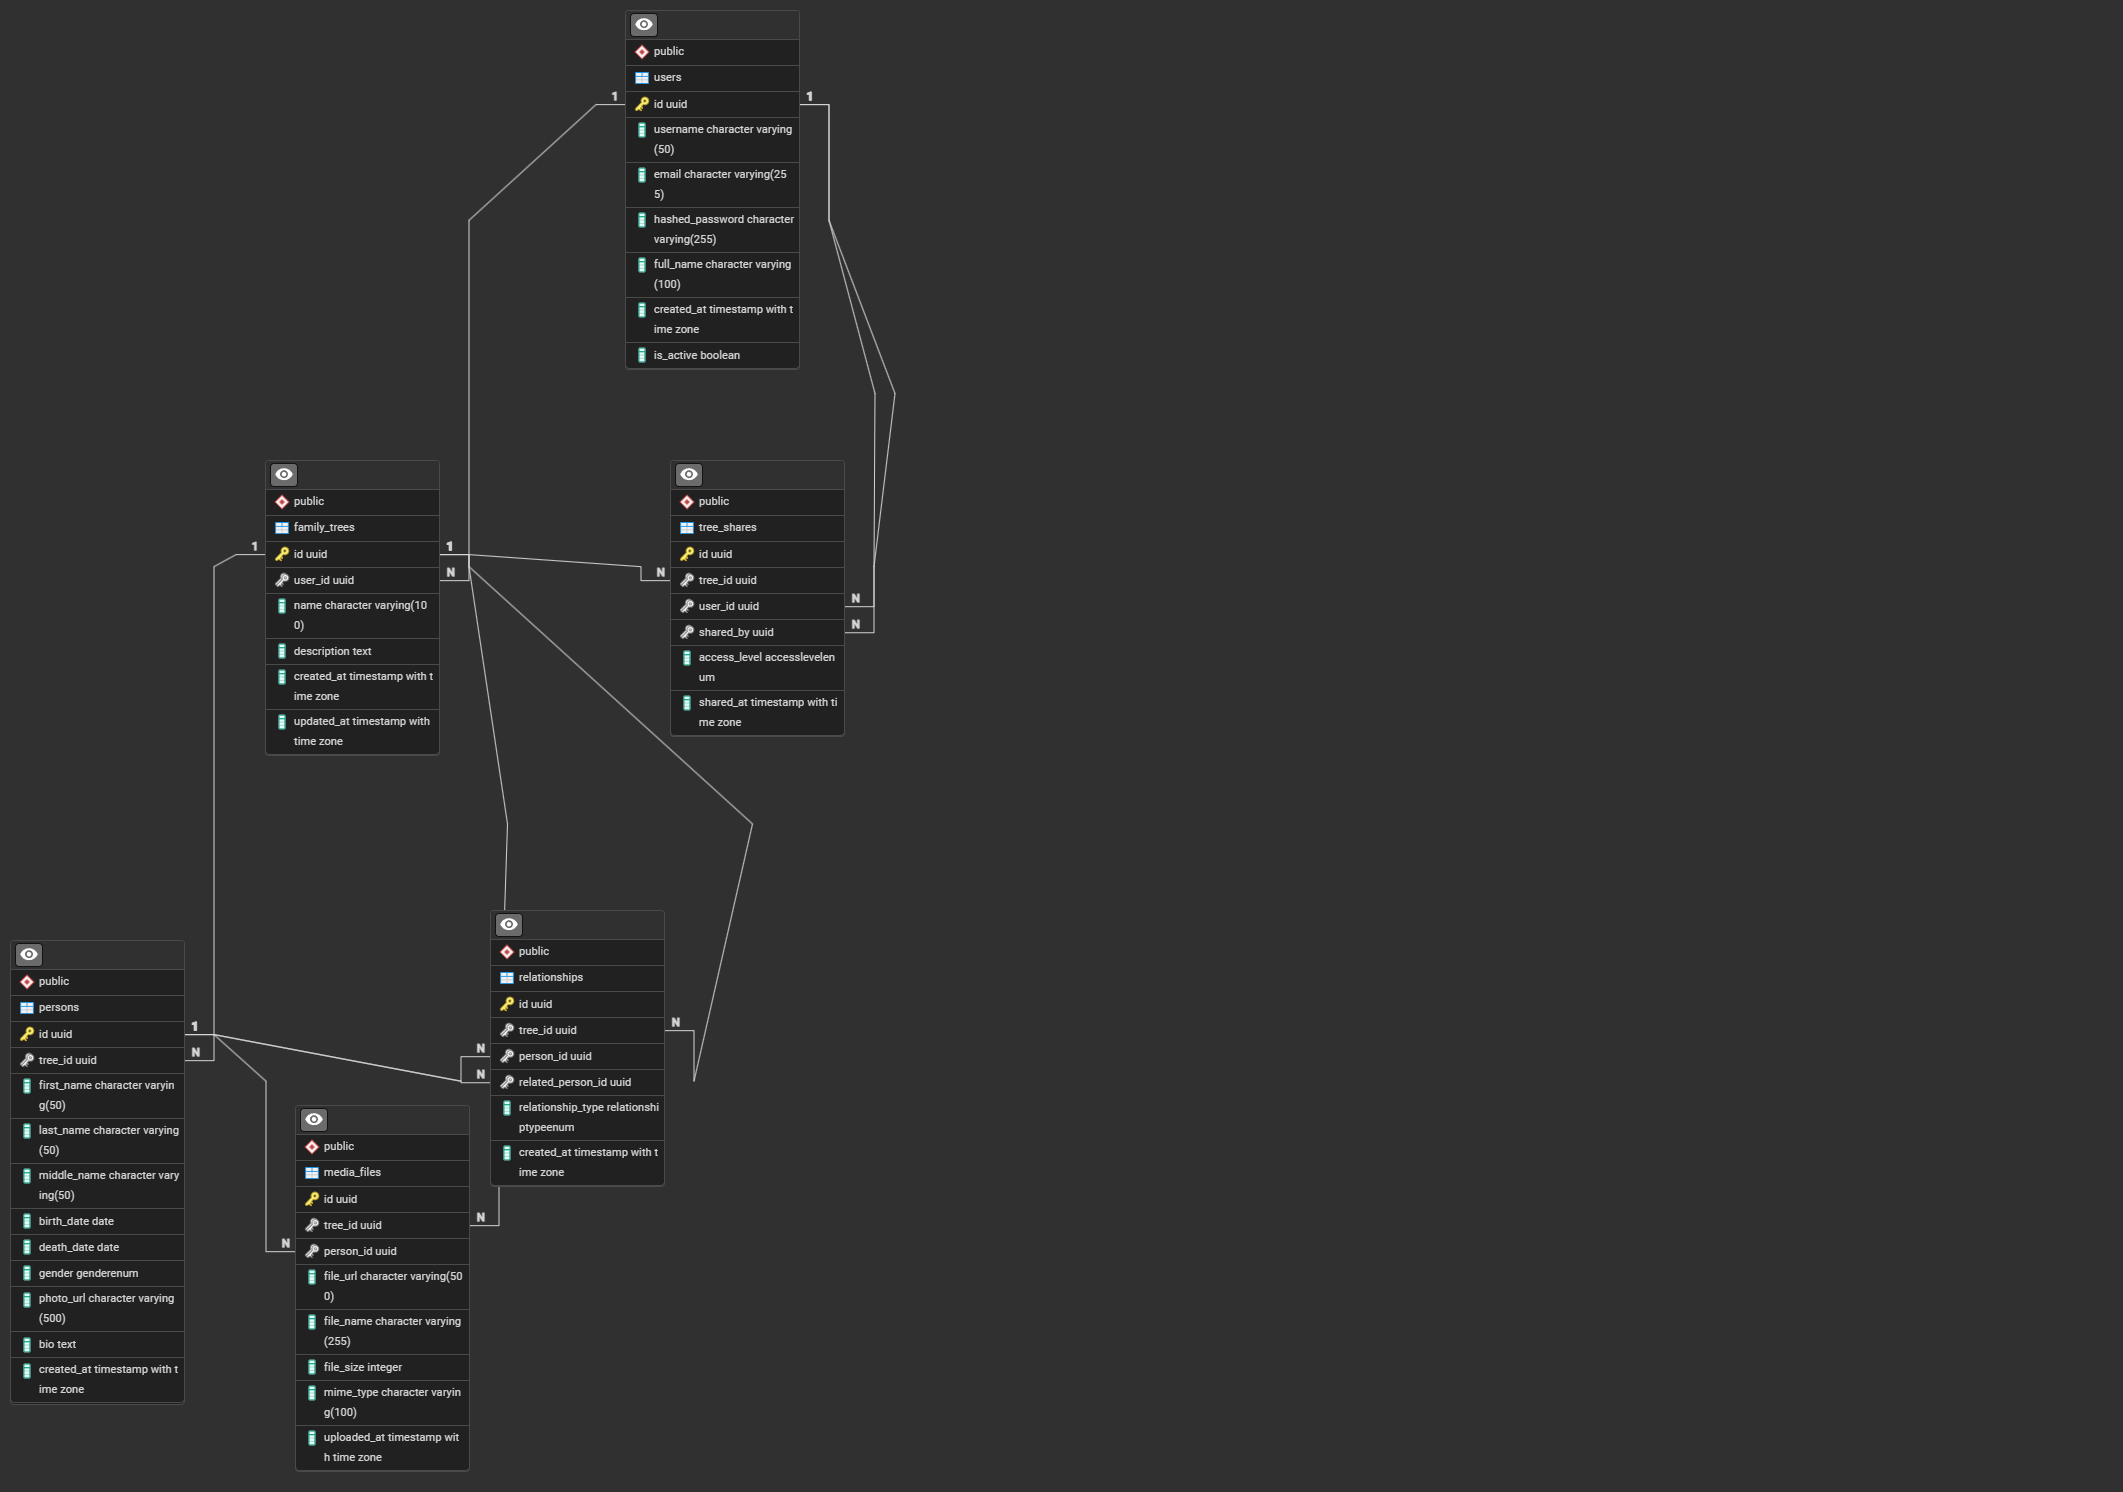 public
users
1
1
id uuid
username character varying
(50)
email character varying(25
5)
hashed_password character
varying(255)
full_name character varying
(100)
created_at timestamp with t
ime zone
is_active boolean
public
family_trees
1
id uuid
1
user_id uuid
N
name character varying(10
0)
description text
created_at timestamp with t
ime zone
updated_at timestamp with
time zone
public
tree_shares
id uuid
N
tree_id uuid
user_id uuid
N
shared_by uuid
N
access_level accesslevelen
um
shared_at timestamp with ti
me zone
public
relationships
id uuid
tree_id uuid
N
N
person_id uuid
N
related_person_id uuid
relationship_type relationshi
ptypeenum
created_at timestamp with t
ime zone
public
persons
id uuid
1
tree_id uuid
N
first_name character varyin
g(50)
last_name character varying
(50)
middle_name character vary
ing(50)
birth_date date
death_date date
gender genderenum
photo_url character varying
(500)
bio text
created_at timestamp with t
ime zone
public
media_files
id uuid
tree_id uuid
N
N
person_id uuid
file_url character varying(50
0)
file_name character varying
(255)
file_size integer
mime_type character varyin
g(100)
uploaded_at timestamp wit
h time zone